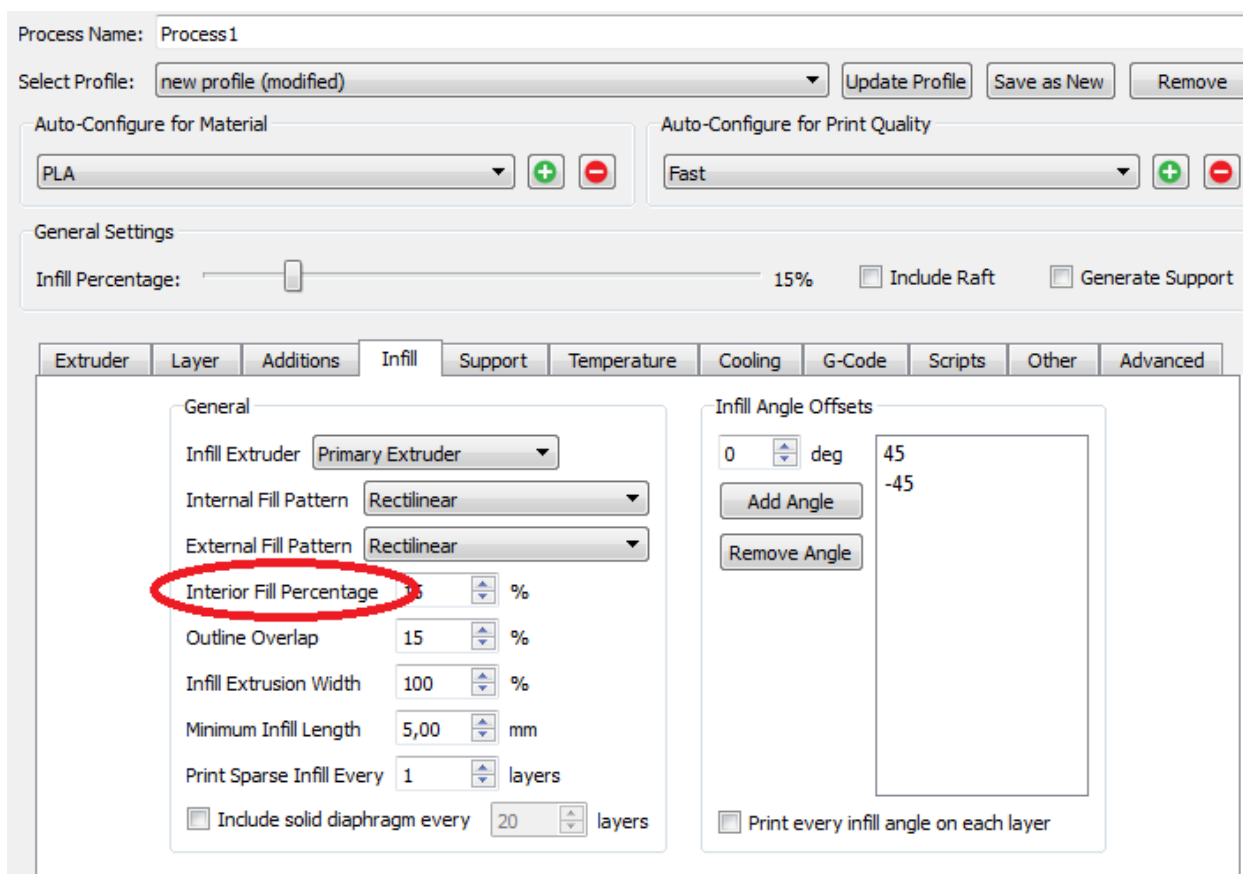 Process Name: Process1
Select Profile: new profile (modified) Update Profile Save as New Remove
Auto-Configure for Material Auto-Configure for Print Quality
PLA Fast
General Settings
Infill Percentage: 15% Include Raft Generate Support
Extruder Layer Additions Infill Support Temperature Cooling G-Code Scripts Other Advanced
General Infill Angle Offsets
Infill Extruder Primary Extruder 0 deg 45
-45
Internal Fill Pattern Rectilinear Add Angle
External Fill Pattern Rectilinear Remove Angle
Interior Fill Percentage 15 %
Outline Overlap 15 %
Infill Extrusion Width 100 %
Minimum Infill Length 5,00 mm
Print Sparse Infill Every 1 layers
Include solid diaphragm every 20 layers Print every infill angle on each layer